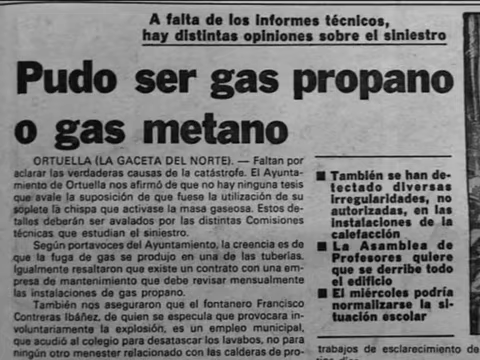 A falta de los informes técnicos,
hay distintas opiniones sobre el siniestro
Pudo ser gas propano
o gas metano
ORTUELLA (LA GACETA DEL NORTE). — Faltan por
aclarar las verdaderas causas de la catástrofe. El Ayunta-
miento de Ortuella nos afirmó de que no hay ninguna tesis
que avale la suposición de que fuese la utilización de su
soplete la chispa que activase la masa gaseosa. Estos de-
talles deberán ser avalados por las distintas Comisiones
técnicas que estudian el siniestro.
Según portavoces del Ayuntamiento, la creencia es de
que la fuga de gas se produjo en una de las tuberías.
Igualmente resaltaron que existe un contrato con una em-
presa de mantenimiento que debe revisar mensualmente
las instalaciones de gas propano.
También nos aseguraron que el fontanero Francisco
Contreras Ibáñez, de quien se especula que provocara
involuntariamente la explosión, es un empleo municipal,
que acudió al colegio para desatascar los lavabos, no para
ningún otro menester relacionado con las calderas de pro-
■ También se han de-
tectado diversas
irregularidades, no
autorizadas, en las
instalaciones de la
calefacción
■ La Asamblea de
Profesores quiere
que se derribe todo
el edificio
■ El miércoles podría
normalizarse la si-
tuación escolar
trabajos de esclarecimiento de